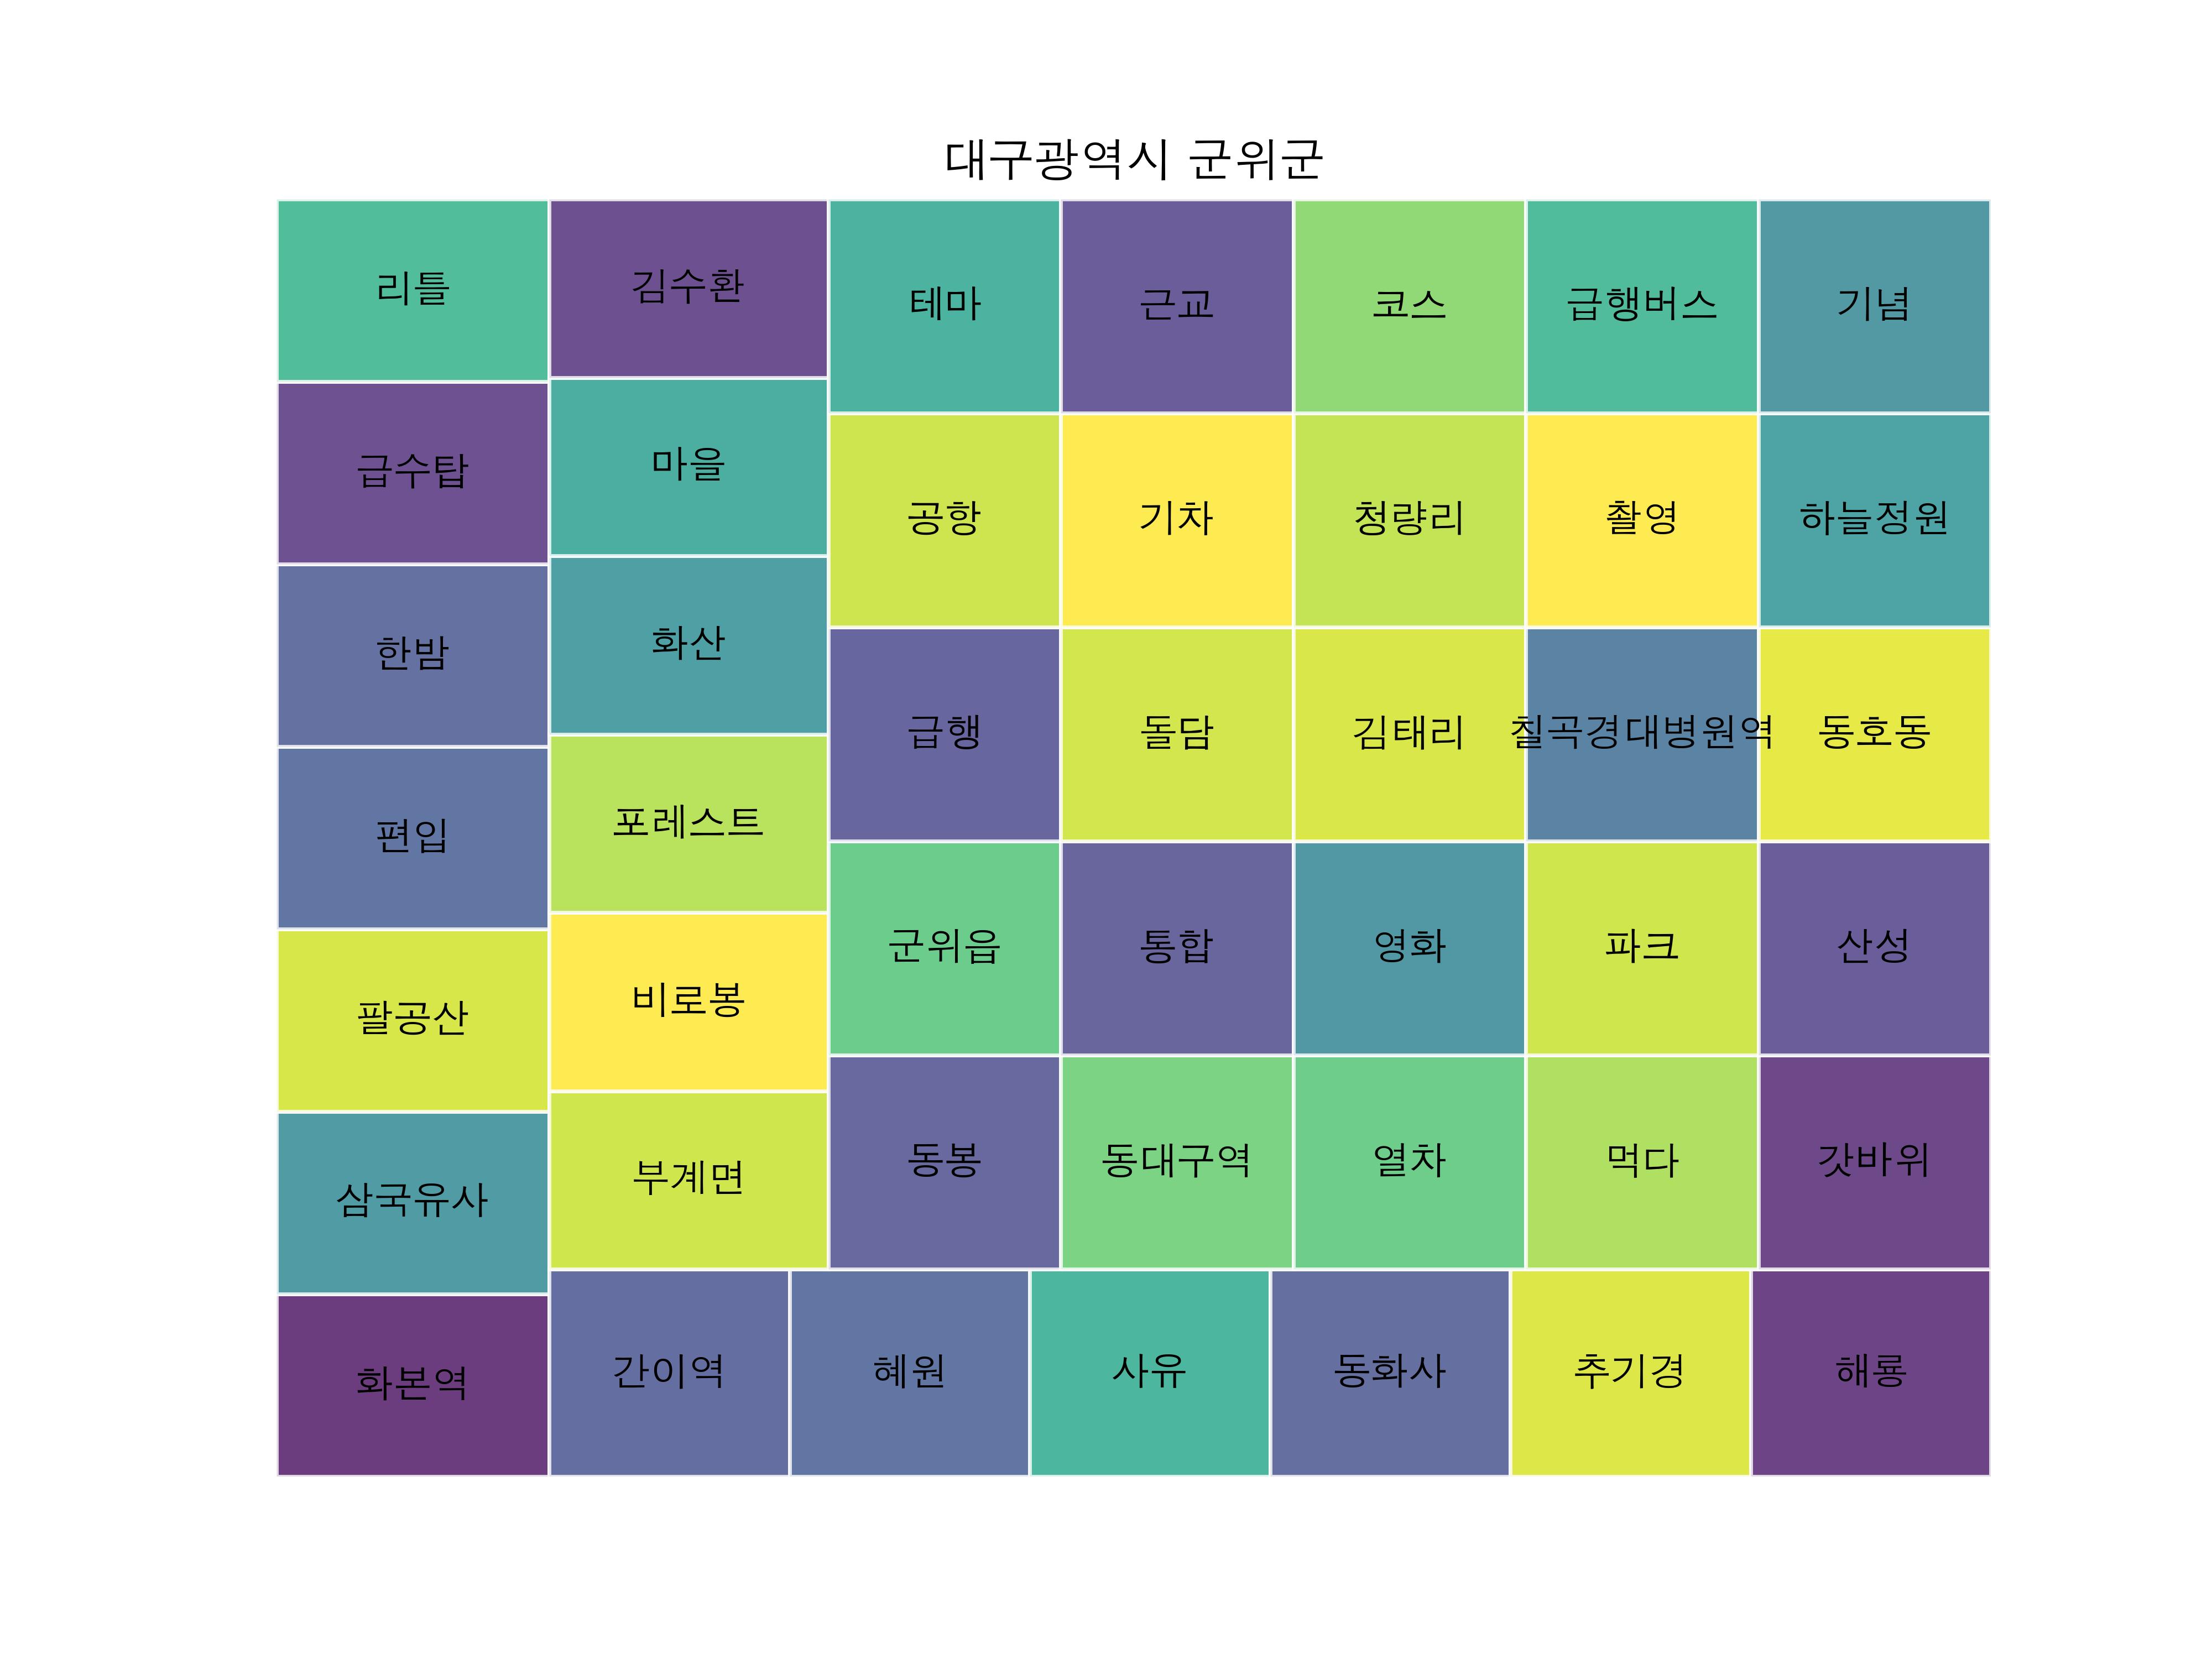 대구광역시 군위군
리틀
김수환
테마
근교
코스
급행버스
기념
급수탑
마을
공항
기차
청량리
촬영
하늘정원
한밤
화산
급행
돌담
김태리
칠곡경대병원역
동호동
편입
포레스트
군위읍
통합
영화
파크
산성
팔공산
비로봉
동봉
동대구역
열차
먹다
갓바위
삼국유사
부계면
화본역
간이역
혜원
사유
동화사
추기경
해룡